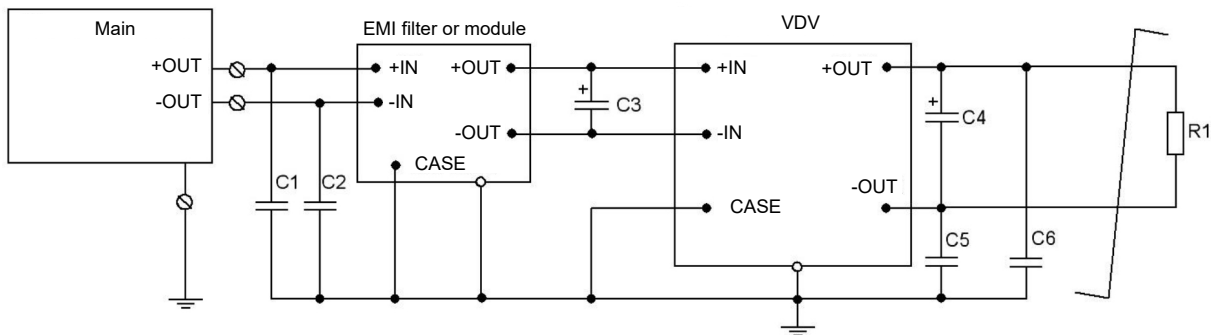 Main
+OUT
-OUT
EMI filter or module
+IN
-IN
+OUT
-OUT
CASE
C1
C2
+
C3
VDV
+IN
-IN
CASE
+OUT
-OUT
+
C4
C5
C6
R1